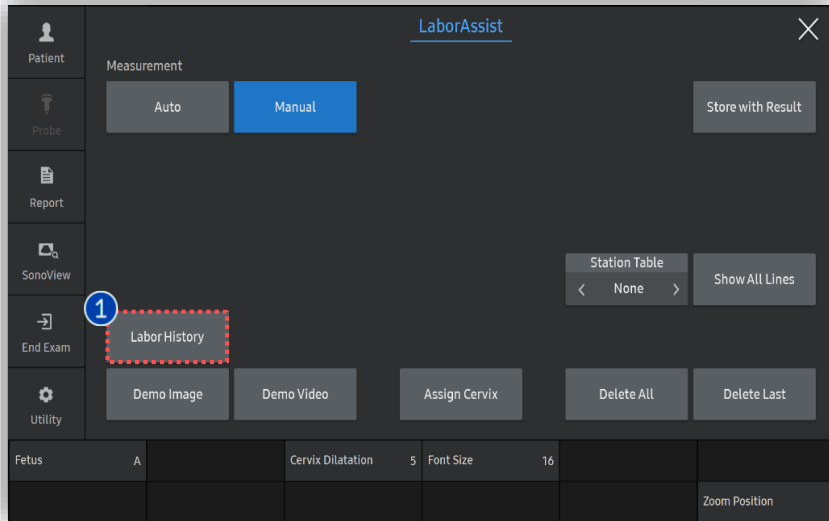 LaborAssist
Patient
Measurement
Auto
Manual
Store with Result
Probe
Report
SonoView
Station Table
< None >
Show All Lines
1
Labor History
End Exam
Demo Image
Demo Video
Assign Cervix
Delete All
Delete Last
Utility
Fetus A
Cervix Dilatation 5
Font Size 16
Zoom Position